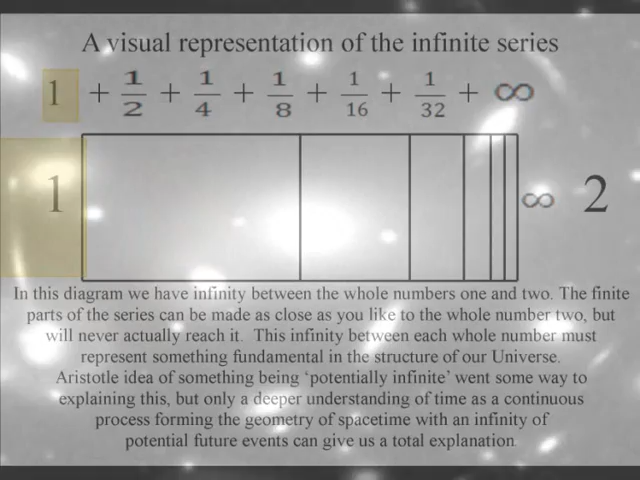 A visual representation of the infinite series
1 + 1/2 + 1/4 + 1/8 + 1/16 + 1/32 + ∞
1 ∞ 2
In this diagram we have infinity between the whole numbers one and two. The finite
parts of the series can be made as close as you like to the whole number two, but
will never actually reach it. This infinity between each whole number must
represent something fundamental in the structure of our Universe.
Aristotle idea of something being ‘potentially infinite’ went some way to
explaining this, but only a deeper understanding of time as a continuous
process forming the geometry of spacetime with an infinity of
potential future events can give us a total explanation.